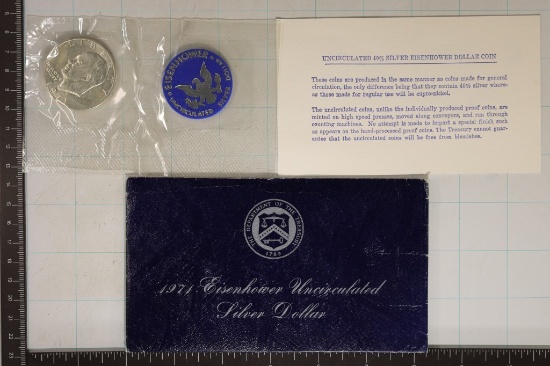 EISENHOWER
UNCIRCULATED
UNCIRCULATED 40% SILVER EISENHOWER DOLLAR COIN
These coins are produced in the same manner as coins made for general
circulation, the only difference being that they contain 40% silver where-
as those made for regular use will be cupronickel.
The uncirculated coins, unlike the individually produced proof coins, are
minted on high speed presses, moved along conveyors, and run through
counting machines. No attempt is made to impart a special finish such
as appears on the hand-processed proof coins. The Treasury cannot guar-
antee that the uncirculated coins will be free from blemishes.
THE DEPARTMENT OF THE TREASURY
1789
1971 Eisenhower Uncirculated
Silver Dollar